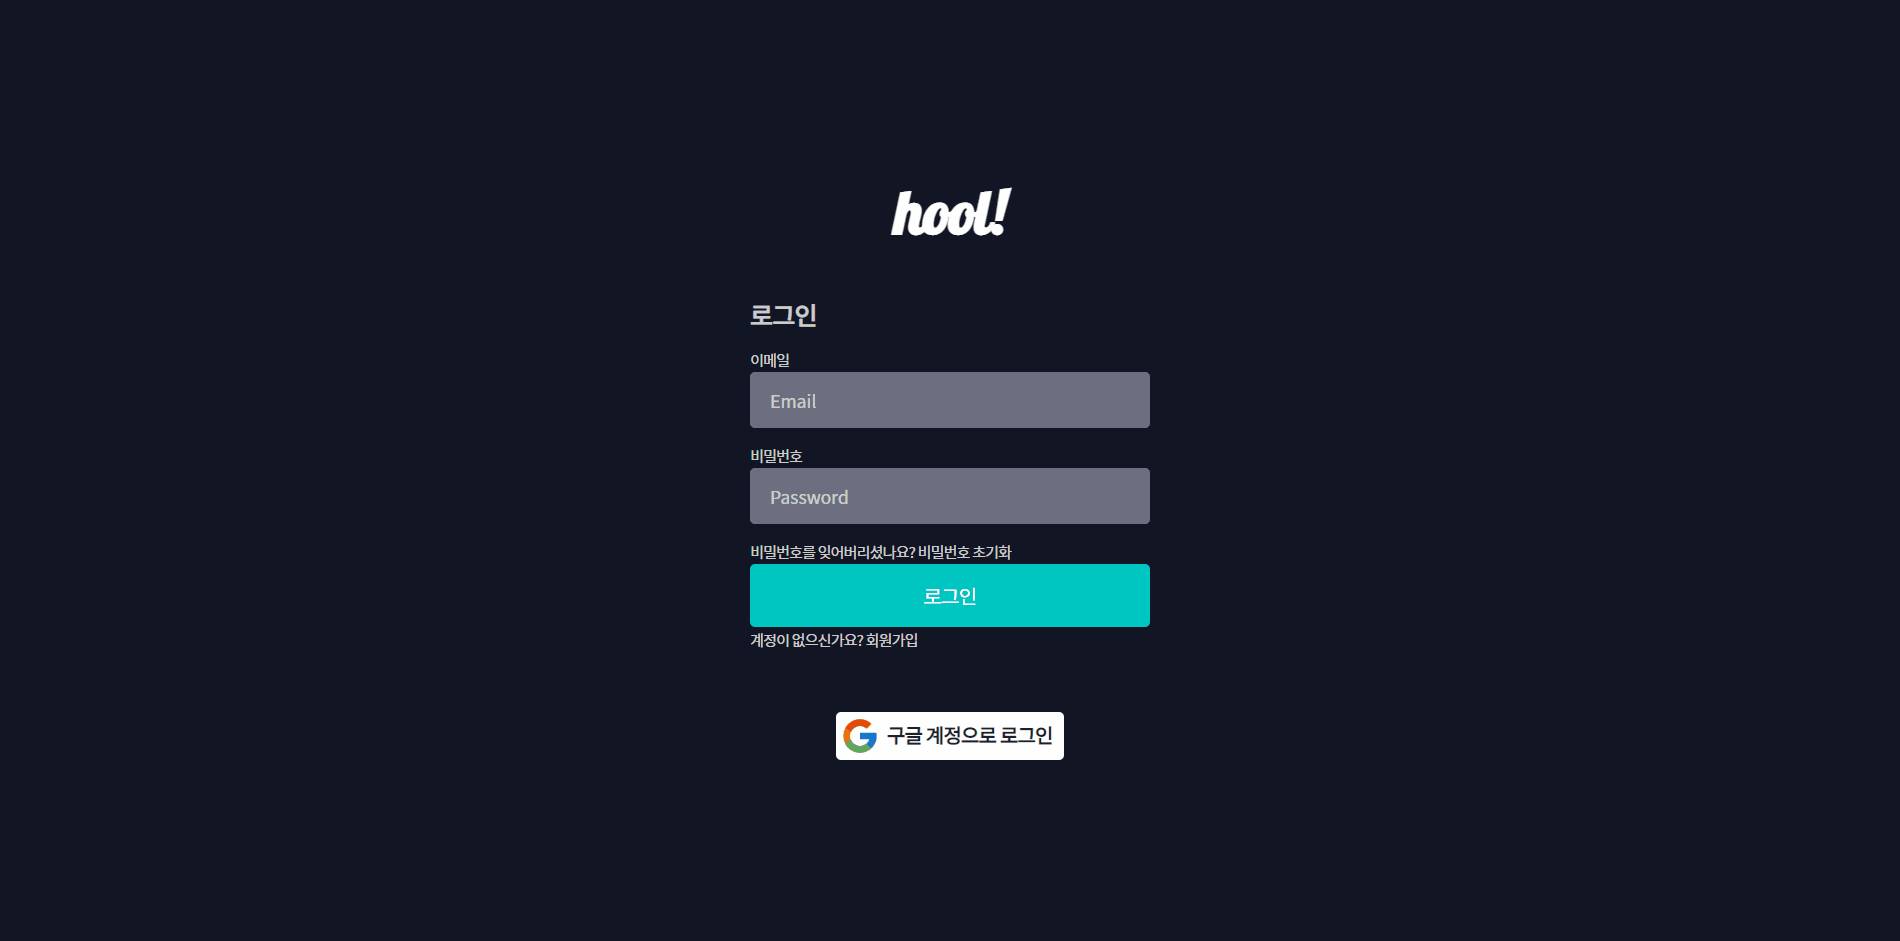 hool!
로그인
이메일
Email
비밀번호
Password
비밀번호를 잊어버리셨나요? 비밀번호 초기화
로그인
계정이 없으신가요? 회원가입
구글 계정으로 로그인